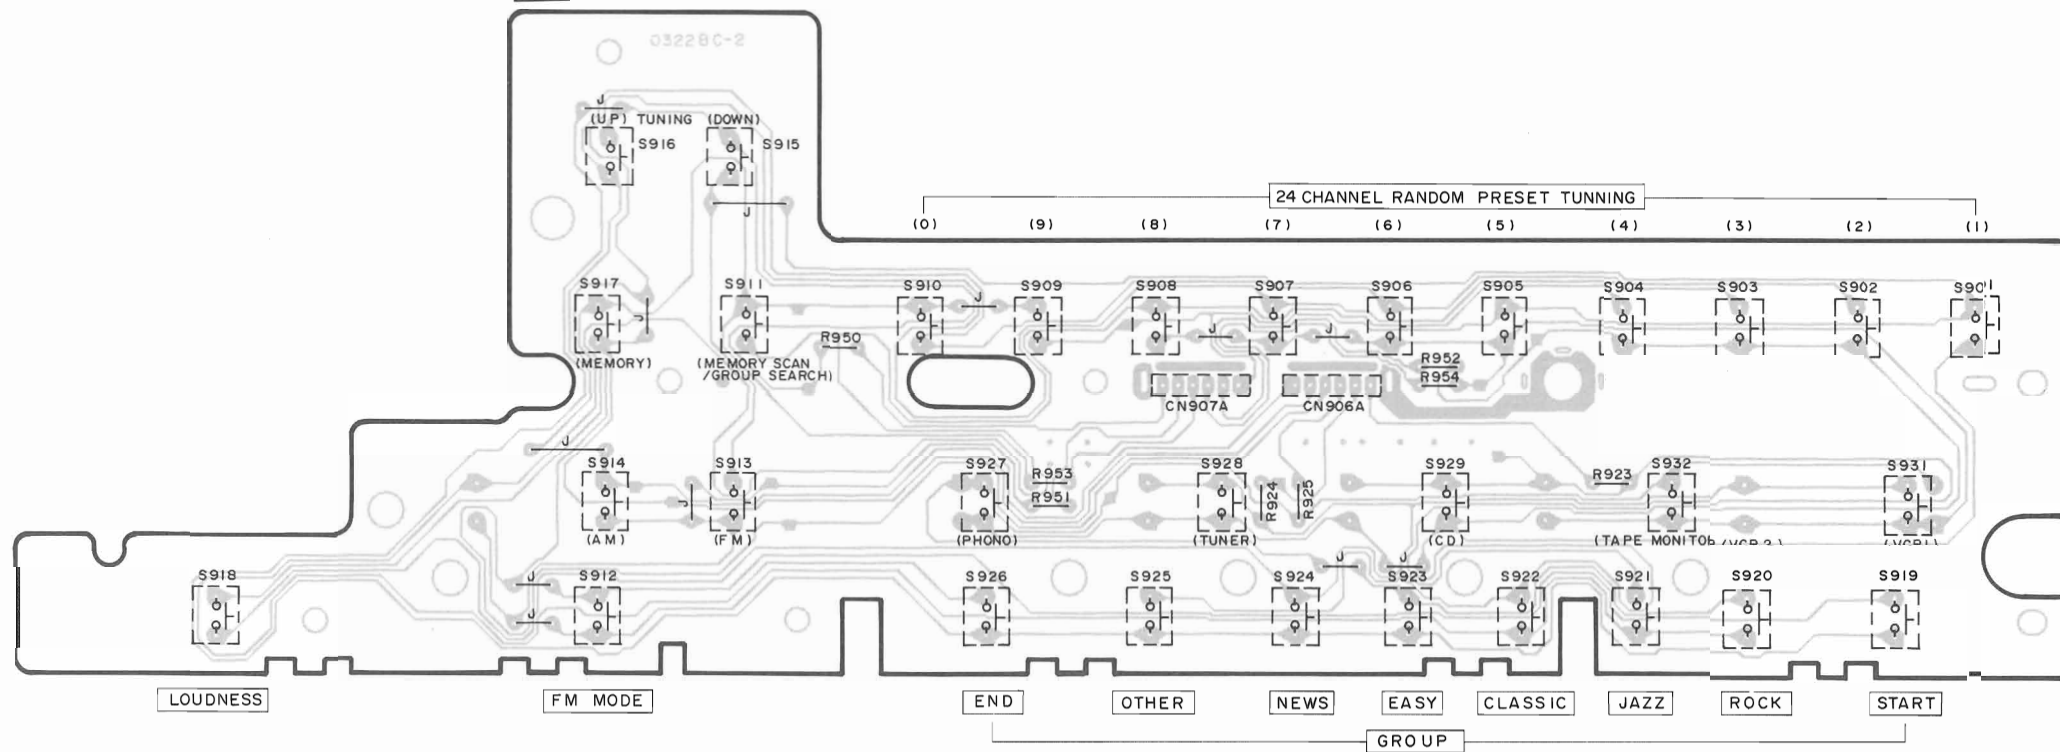 03228C-2
J
(UP) TUNING (DOWN)
S916
S915
J
24 CHANNEL RANDOM PRESET TUNNING
(0) (9) (8) (7) (6) (5) (4) (3) (2) (1)
S917 S911 S910 S909 S908 S907 S906 S905 S904 S903 S902
J
J
J
J
R950
(MEMORY)
(MEMORY SCAN
/GROUP SEARCH)
R952
R954
CN907A
CN906A
J
S914 S913 S927 S928 S929 S932 S931
R953
R951
R924
R925
R923
J
(AM) (FM) (PHONO) (TUNER) (CD) (TAPE MONITO
J
J
J
J
S918 S912 S926 S925 S924 S923 S922 S921 S920 S919
LOUDNESS FM MODE END OTHER NEWS EASY CLASSIC JAZZ ROCK START
GROUP